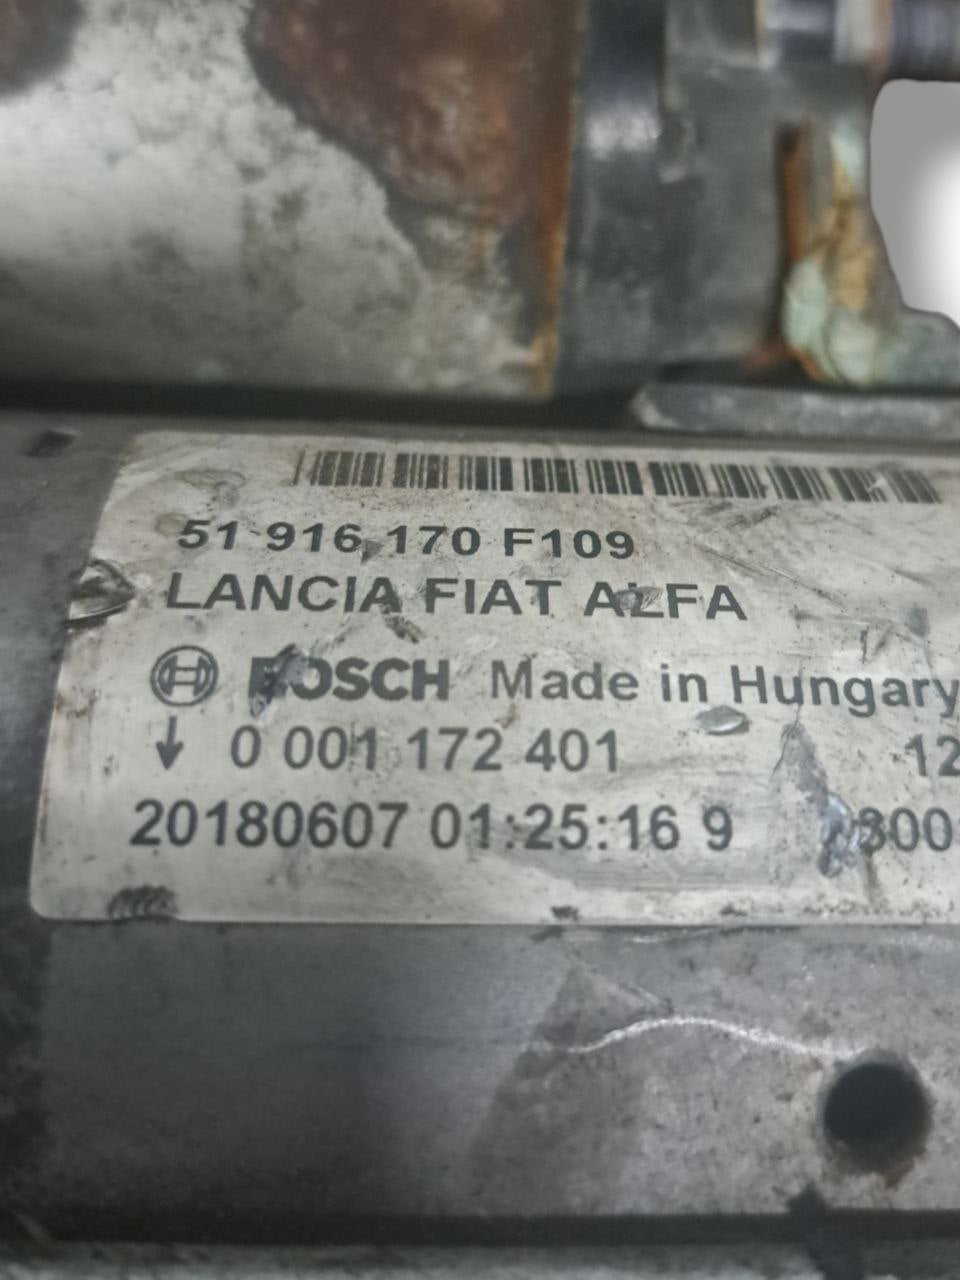 51 916 170 F109
LANCIA FIAT ALFA
BOSCH Made in Hungary
0 001 172 401 12
20180607 01:25:16 9